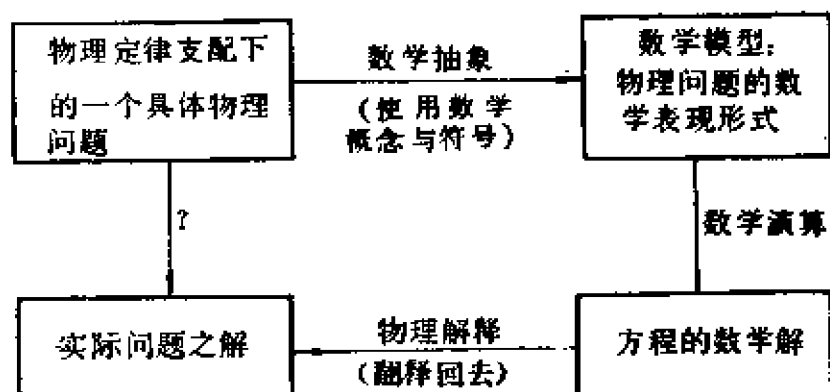 物理定律支配下
的一个具体物理
问题
数学抽象
(使用数学
概念与符号)
数学模型:
物理问题的数
学表现形式
?
数学演算
实际问题之解
物理解释
(翻译回去)
方程的数学解